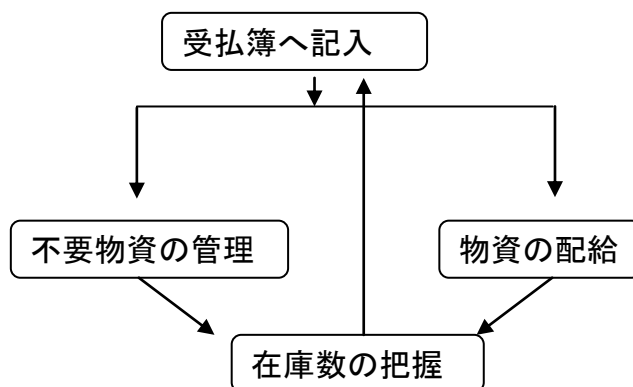 受払簿へ記入
不要物資の管理
物資の配給
在庫数の把握